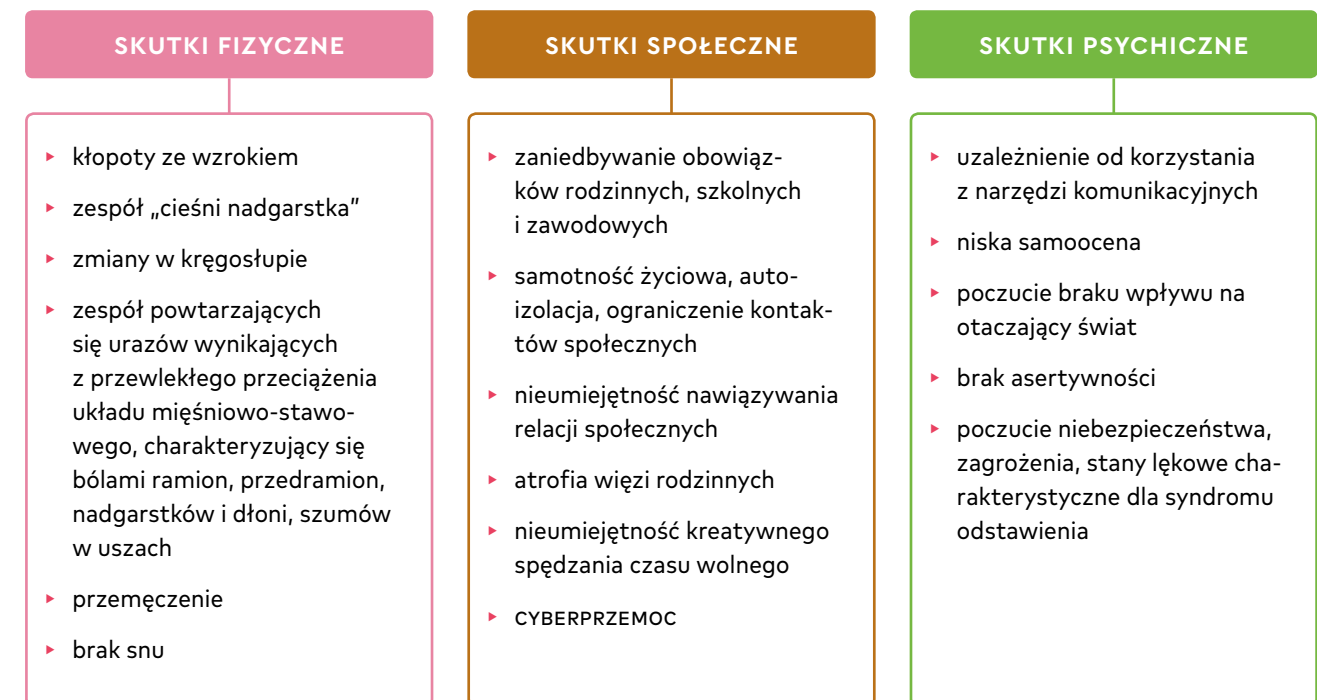 SKUTKI FIZYCZNE
kłopoty ze wzrokiem
zespół „cieśni nadgarstka”
zmiany w kręgosłupie
zespół powtarzających
się urazów wynikających
z przewlekłego przeciążenia
układu mięśniowo-stawo-
wego, charakteryzujący się
bólami ramion, przedramion,
nadgarstków i dłoni, szumów
w uszach
przemęczenie
brak snu
SKUTKI SPOŁECZNE
zaniedbywanie obowiąz-
ków rodzinnych, szkolnych
i zawodowych
samotność życiowa, auto-
izolacja, ograniczenie kontak-
tów społecznych
nieumiejętność nawiązywania
relacji społecznych
atrofia więzi rodzinnych
nieumiejętność kreatywnego
spędzania czasu wolnego
CYBERPRZEMOC
SKUTKI PSYCHICZNE
uzależnienie od korzystania
z narzędzi komunikacyjnych
niska samoocena
poczucie braku wpływu na
otaczający świat
brak asertywności
poczucie niebezpieczeństwa,
zagrożenia, stany lękowe cha-
rakterystyczne dla syndromu
odstawienia